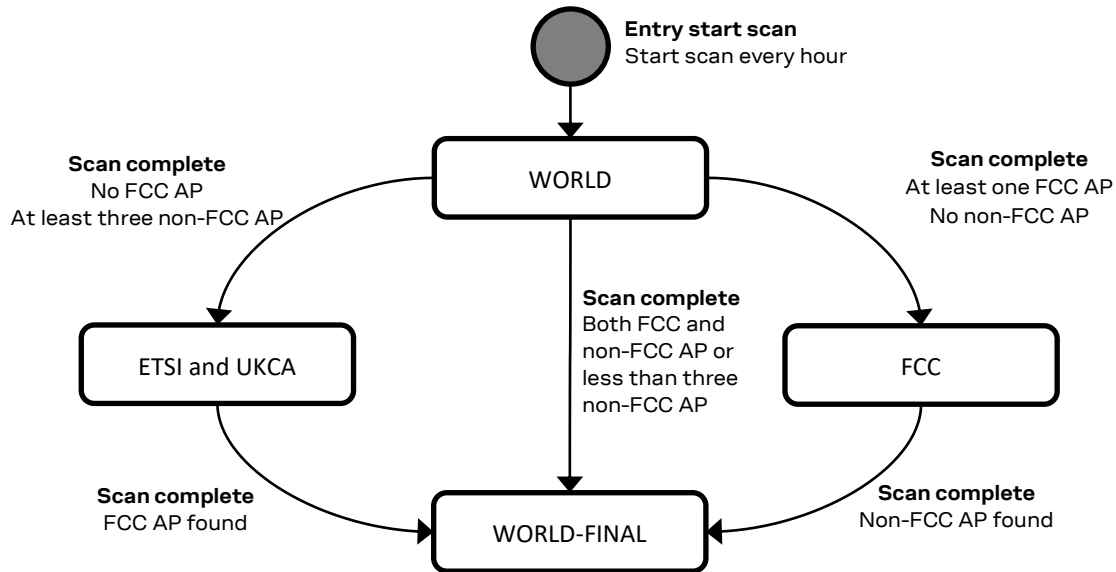 Entry start scan
Start scan every hour
WORLD
Scan complete
No FCC AP
At least three non-FCC AP
Scan complete
At least one FCC AP
No non-FCC AP
Scan complete
Both FCC and
non-FCC AP or
less than three
non-FCC AP
ETSI and UKCA
FCC
Scan complete
FCC AP found
Scan complete
Non-FCC AP found
WORLD-FINAL